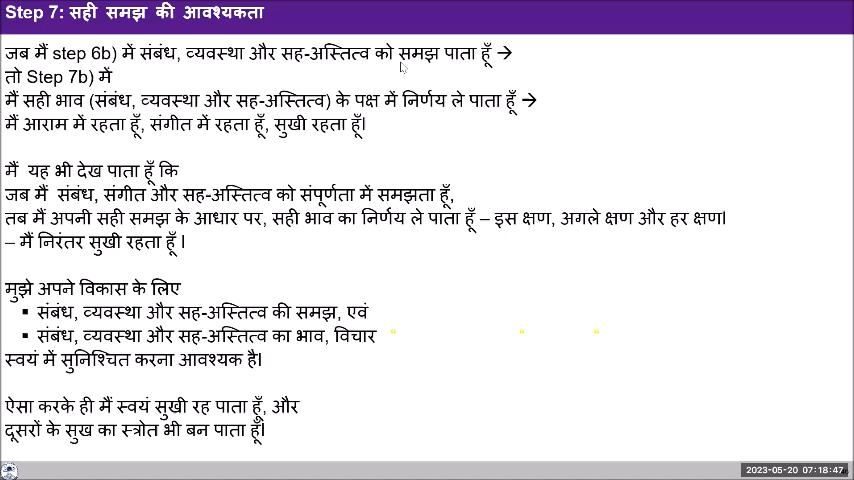 Step 7: सही समझ की आवश्यकता
जब मैं step 6b) में संबंध, व्यवस्था और सह-अस्तित्व को समझ पाता हूँ →
तो Step 7b) में
मैं सही भाव (संबंध, व्यवस्था और सह-अस्तित्व) के पक्ष में निर्णय ले पाता हूँ →
मैं आराम में रहता हूँ, संगीत में रहता हूँ, सुखी रहता हूँ।
मैं यह भी देख पाता हूँ कि
जब मैं संबंध, संगीत और सह-अस्तित्व को संपूर्णता में समझता हूँ,
तब मैं अपनी सही समझ के आधार पर, सही भाव का निर्णय ले पाता हूँ – इस क्षण, अगले क्षण और हर क्षण।
– मैं निरंतर सुखी रहता हूँ ।
मुझे अपने विकास के लिए
▪ संबंध, व्यवस्था और सह-अस्तित्व की समझ, एवं
▪ संबंध, व्यवस्था और सह-अस्तित्व का भाव, विचार
स्वयं में सुनिश्चित करना आवश्यक है।
ऐसा करके ही मैं स्वयं सुखी रह पाता हूँ, और
दूसरों के सुख का स्त्रोत भी बन पाता हूँ।
2023-05-20 07:18:47